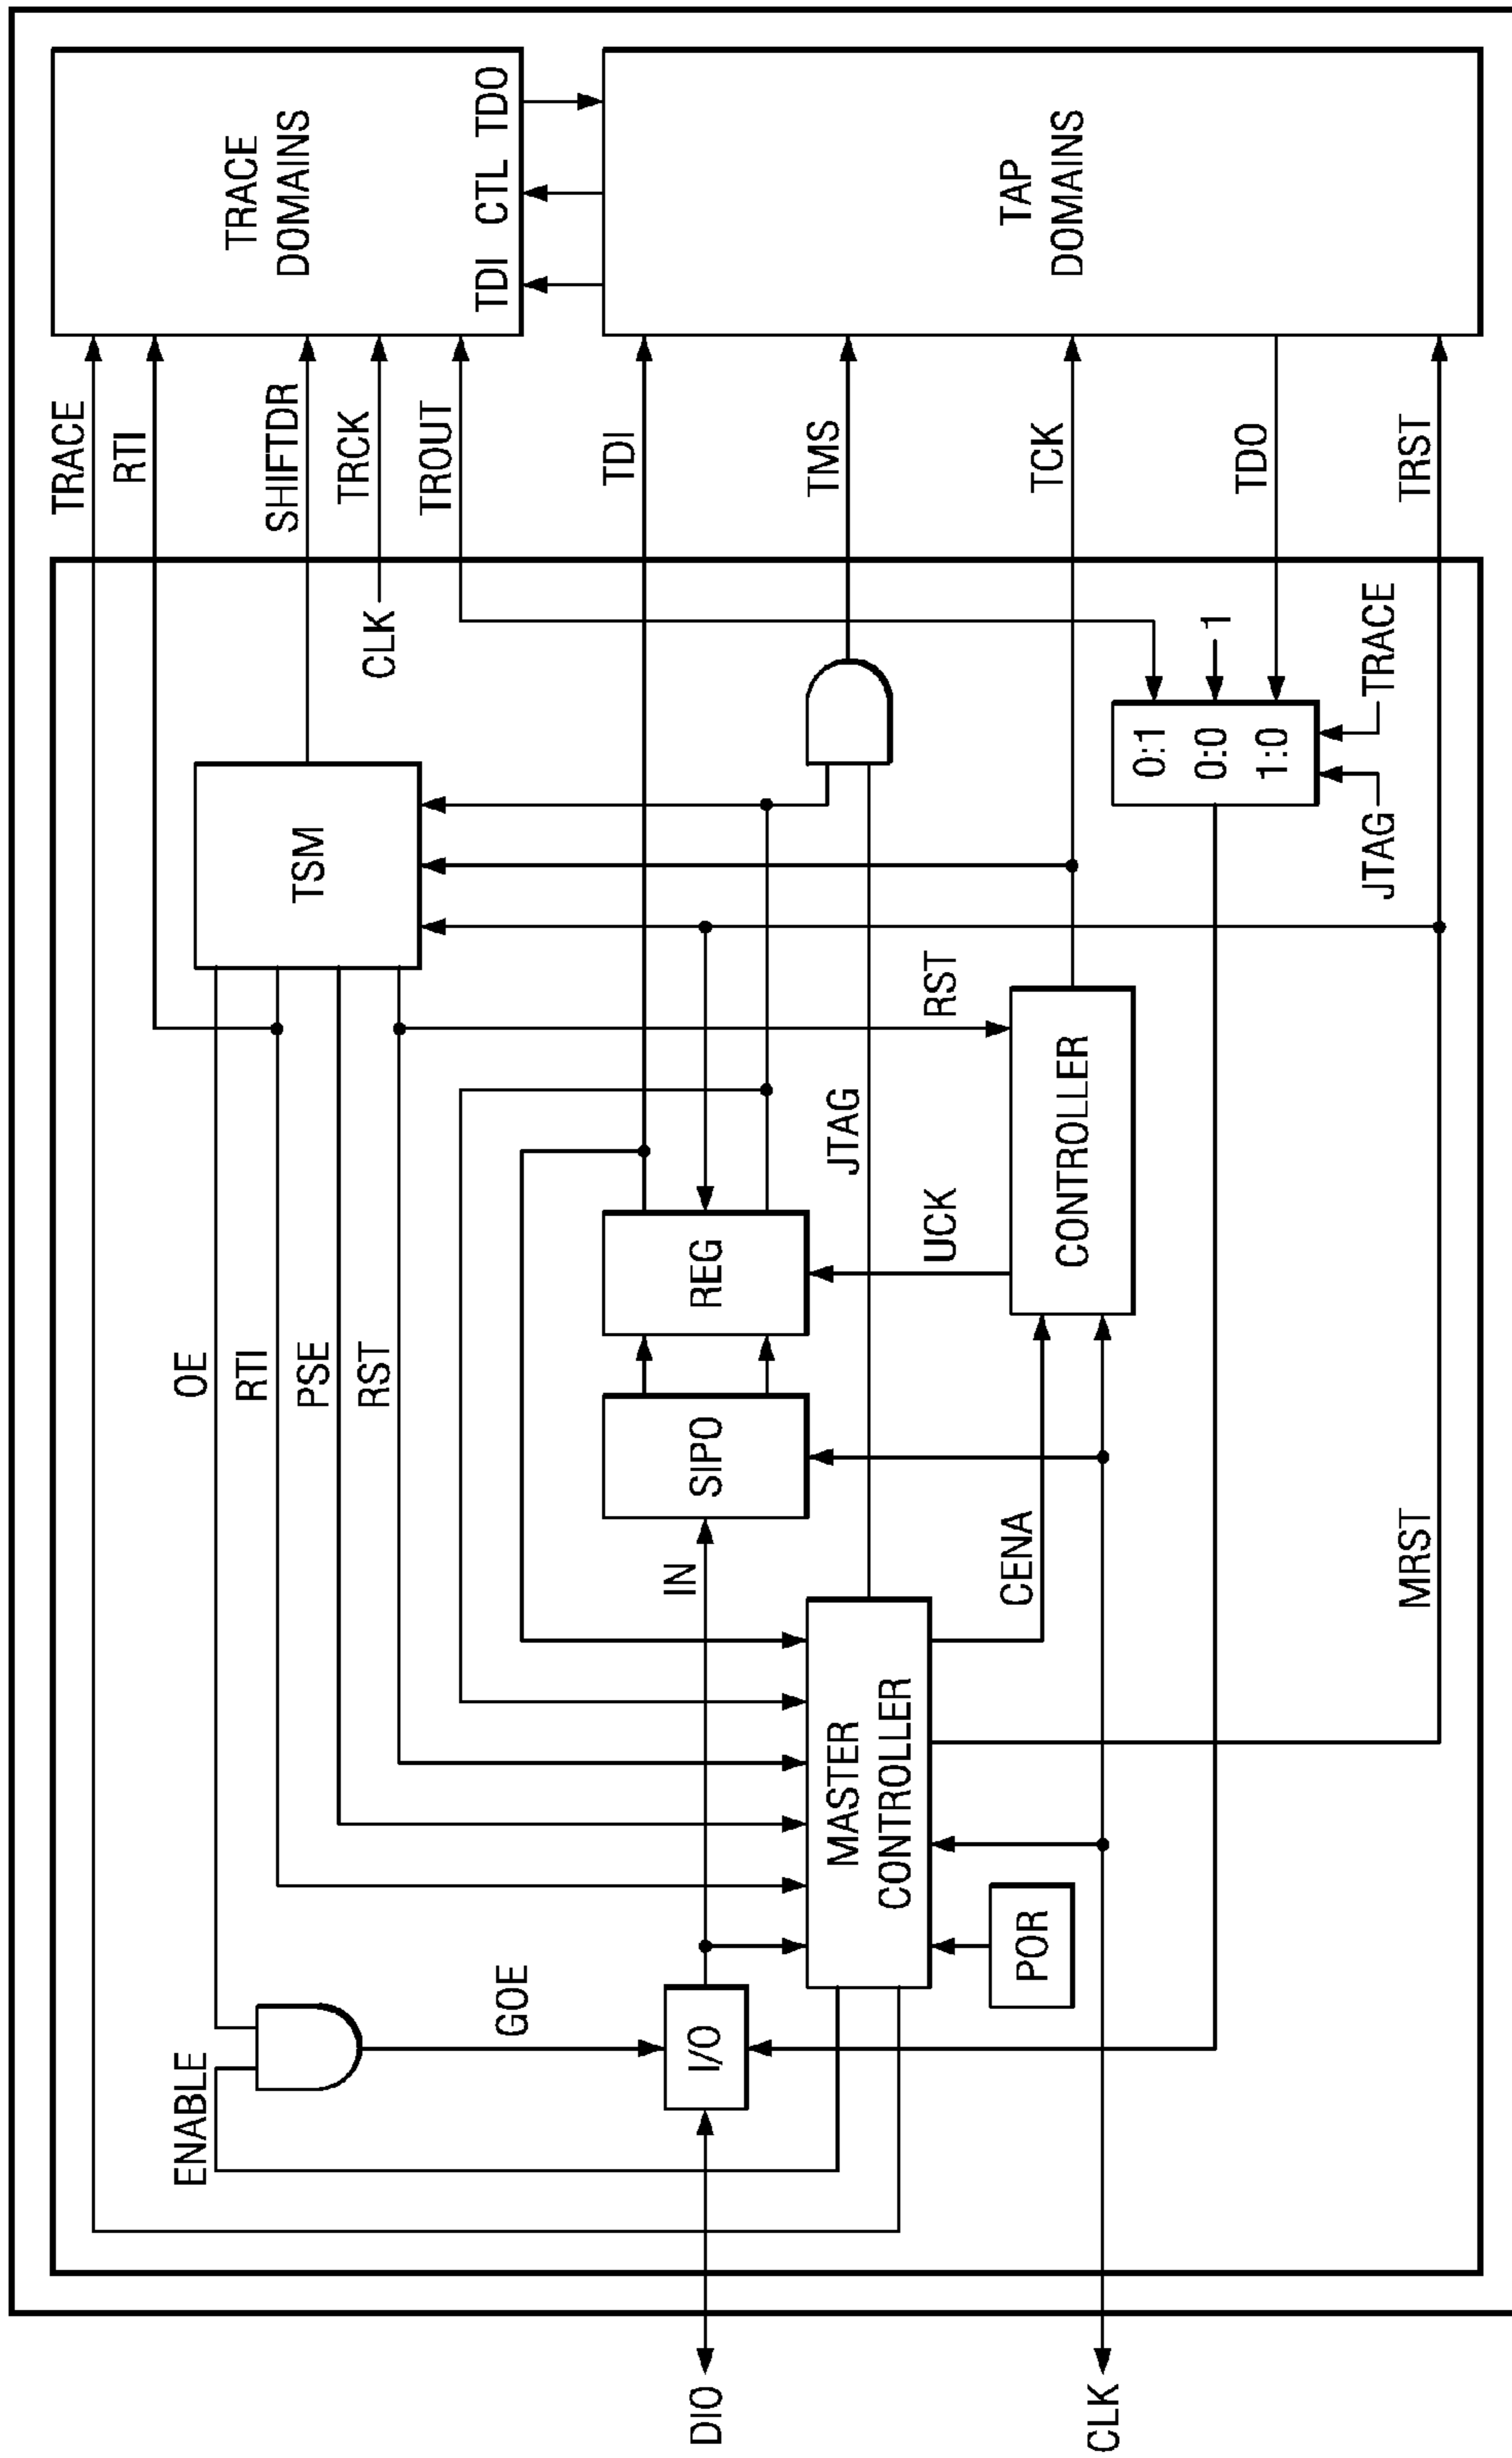 TRACE
RTI
SHIFTDR
TRCK
TROUT
TDI
TMS
TCK
TDO
TRST
TRACE
DOMAINS
TDI CTL TDO
TAP
DOMAINS
ENABLE
OE
RTI
PSE
RST
TSM
CLK
GOE
DIO
I/O
IN
SIPO
REG
JTAG
RST
UCK
MASTER
CONTROLLER
CENA
CONTROLLER
POR
CLK
0:1
0:0
1:0
1
JTAG
TRACE
MRST